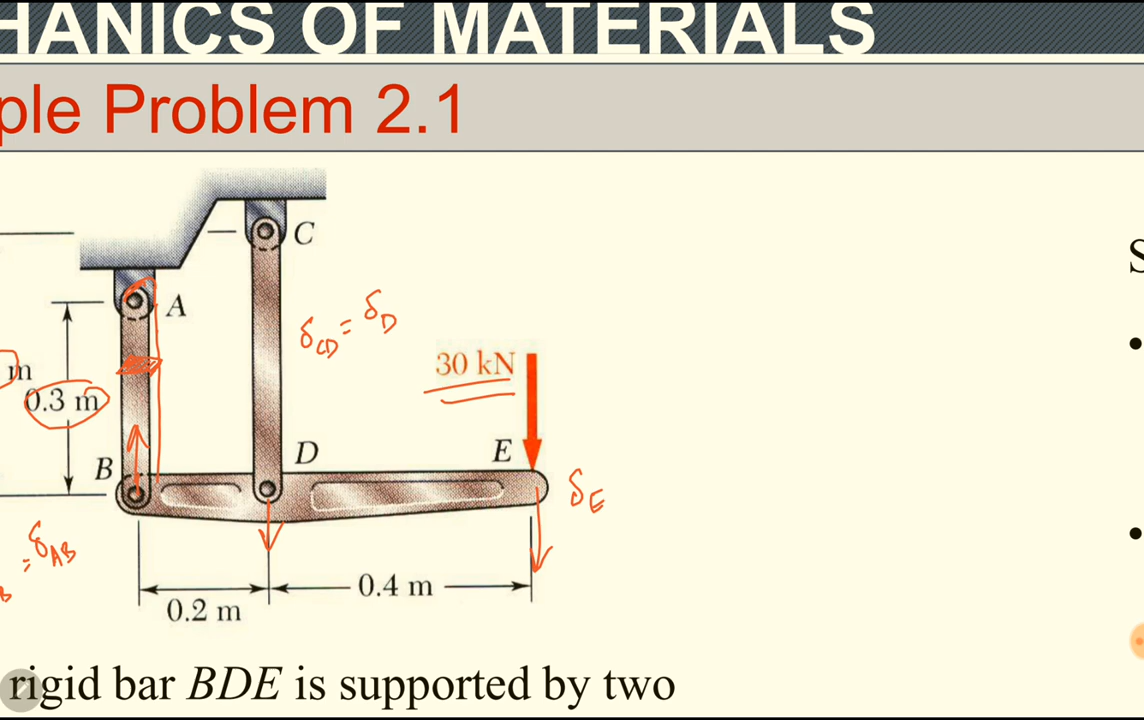 HANICS OF MATERIALS
ple Problem 2.1
C
A
δCD = δD
30 kN
m
0.3 m
D
E
B
δE
= δAB
0.4 m
0.2 m
rigid bar BDE is supported by two
S